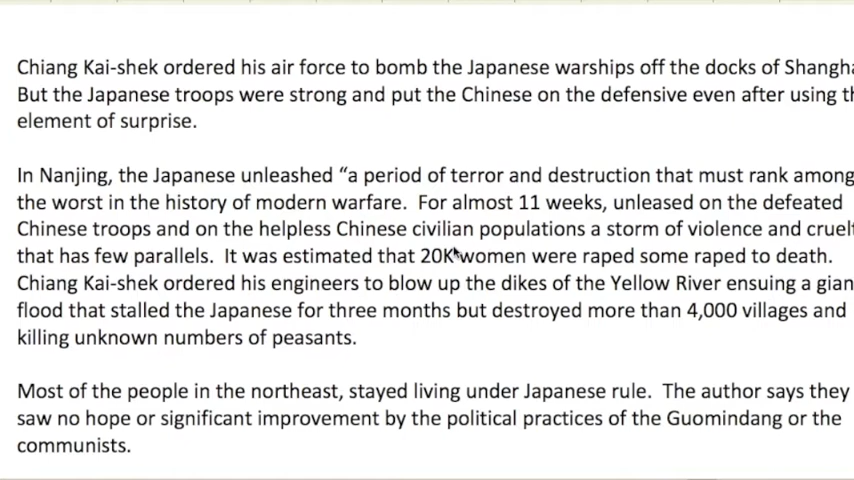 Chiang Kai-shek ordered his air force to bomb the Japanese warships off the docks of
But the Japanese troops were strong and put the Chinese on the defensive even after using
element of surprise.
In Nanjing, the Japanese unleashed “a period of terror and destruction that must rank among
the worst in the history of modern warfare. For almost 11 weeks, unleased on the defeated
Chinese troops and on the helpless Chinese civilian populations a storm of violence and
that has few parallels. It was estimated that 20K women were raped some raped to death.
Chiang Kai-shek ordered his engineers to blow up the dikes of the Yellow River ensuing a
flood that stalled the Japanese for three months but destroyed more than 4,000 villages and
killing unknown numbers of peasants.
Most of the people in the northeast, stayed living under Japanese rule. The author says they
saw no hope or significant improvement by the political practices of the Guomindang or the
communists.